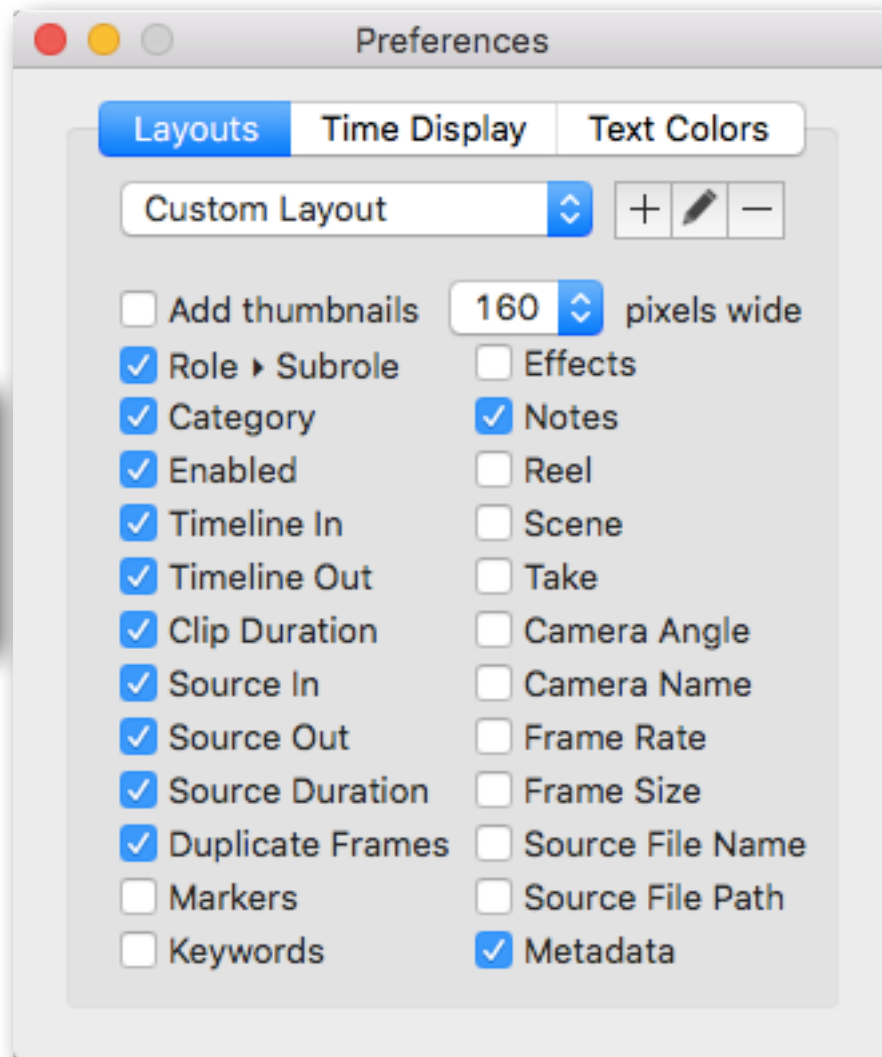 Preferences
Layouts Time Display Text Colors
Custom Layout
Add thumbnails 160 pixels wide
Role ▸ Subrole Effects
Category Notes
Enabled Reel
Timeline In Scene
Timeline Out Take
Clip Duration Camera Angle
Source In Camera Name
Source Out Frame Rate
Source Duration Frame Size
Duplicate Frames Source File Name
Markers Source File Path
Keywords Metadata